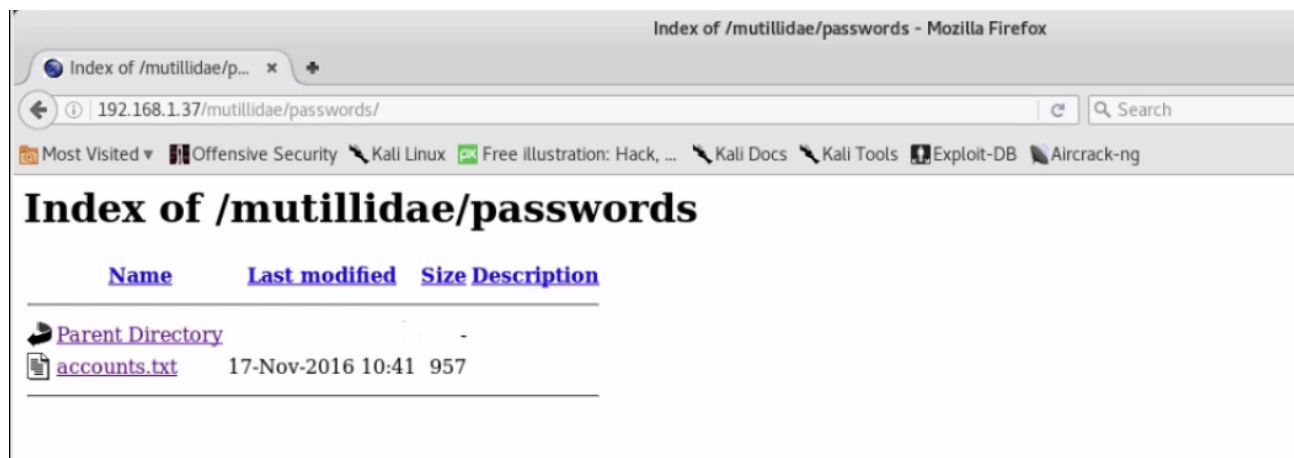 Index of /mutillidae/passwords - Mozilla Firefox
Index of /mutillidae/p... × +
192.168.1.37/mutillidae/passwords/ Search
Most Visited Offensive Security Kali Linux px Free illustration: Hack, ... Kali Docs Kali Tools Exploit-DB Aircrack-ng
Index of /mutillidae/passwords
Name Last modified Size Description
Parent Directory -
accounts.txt 17-Nov-2016 10:41 957